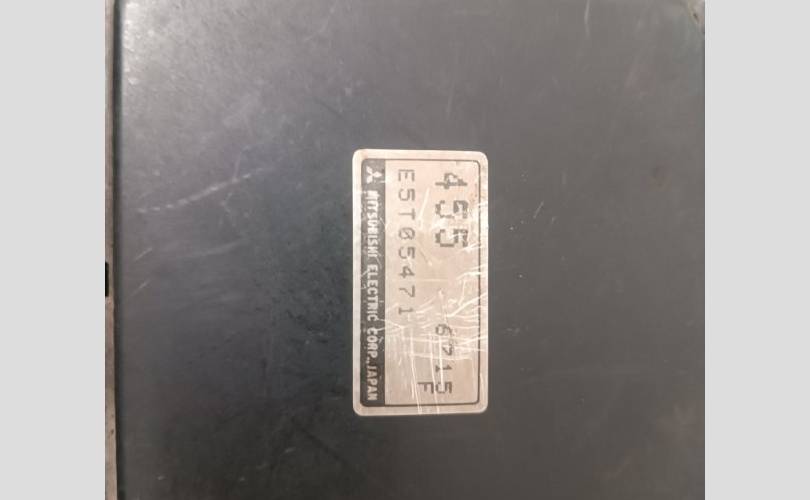 455
E5T05471 6715
F
MITSUBISHI ELECTRIC CORP., JAPAN